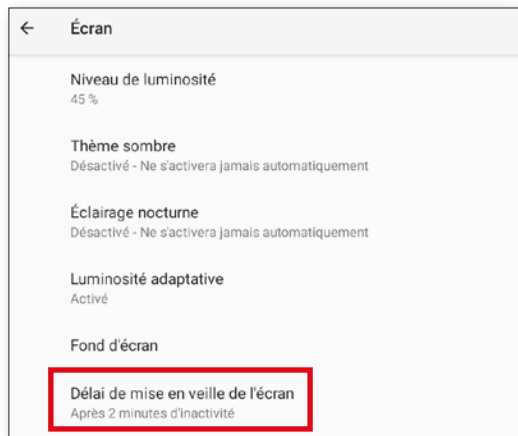 Écran
Niveau de luminosité
45 %
Thème sombre
Désactivé - Ne s'activera jamais automatiquement
Éclairage nocturne
Désactivé - Ne s'activera jamais automatiquement
Luminosité adaptative
Activé
Fond d'écran
Délai de mise en veille de l'écran
Après 2 minutes d'inactivité